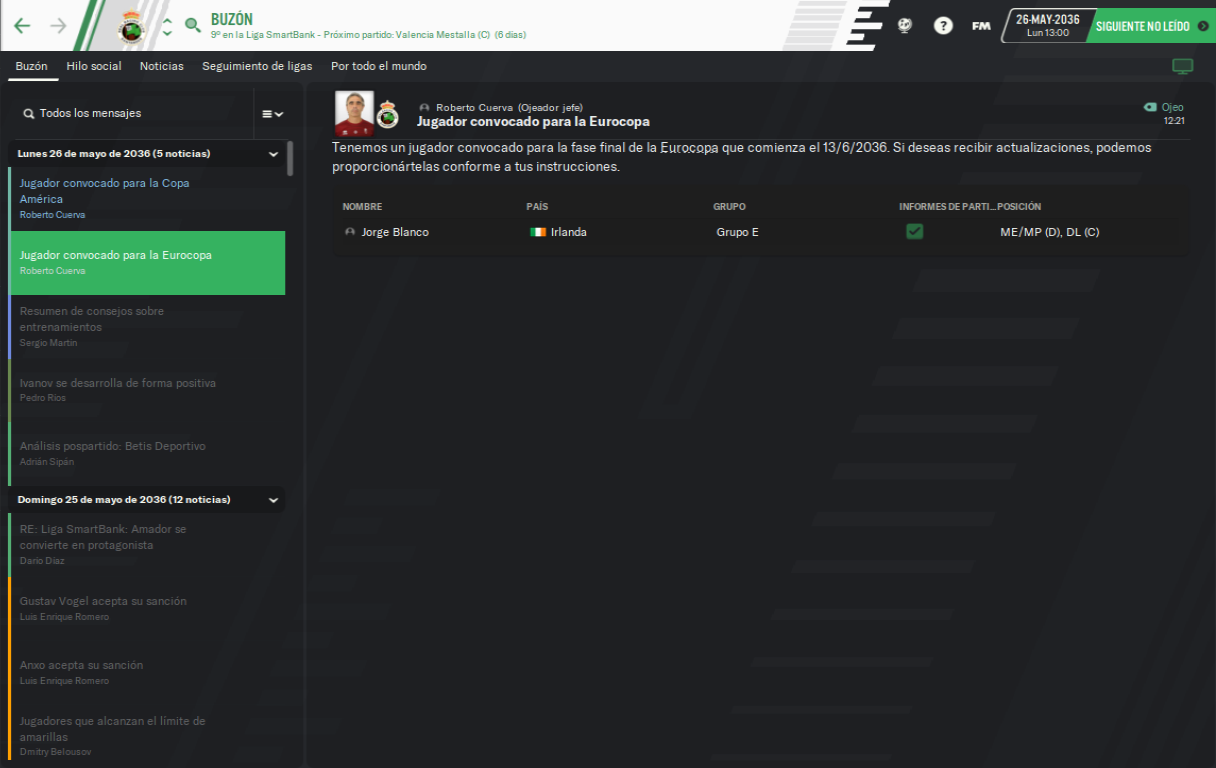 BUZÓN
9º en la Liga SmartBank - Próximo partido: Valencia Mestalla (C) (6 días)
?
FM
26-MAY-2036
Lun 13:00
SIGUIENTE NO LEÍDO
Buzón
Hilo social
Noticias
Seguimiento de ligas
Por todo el mundo
Todos los mensajes
Lunes 26 de mayo de 2036 (5 noticias)
Jugador convocado para la Copa
América
Roberto Cuerva
Jugador convocado para la Eurocopa
Roberto Cuerva
Resumen de consejos sobre
entrenamientos
Sergio Martín
Ivanov se desarrolla de forma positiva
Pedro Ríos
Análisis pospartido: Betis Deportivo
Adrián Sipán
Domingo 25 de mayo de 2036 (12 noticias)
RE: Liga SmartBank: Amador se
convierte en protagonista
Darío Díaz
Gustav Vogel acepta su sanción
Luis Enrique Romero
Anxo acepta su sanción
Luis Enrique Romero
Jugadores que alcanzan el límite de
amarillas
Dmitry Belousov
Roberto Cuerva (Ojeador jefe)
Jugador convocado para la Eurocopa
Ojeo
12:21
Tenemos un jugador convocado para la fase final de la Eurocopa que comienza el 13/6/2036. Si deseas recibir actualizaciones, podemos
proporcionártelas conforme a tus instrucciones.
NOMBRE PAÍS GRUPO INFORMES DE PARTI... POSICIÓN
Jorge Blanco Irlanda Grupo E ME/MP (D), DL (C)